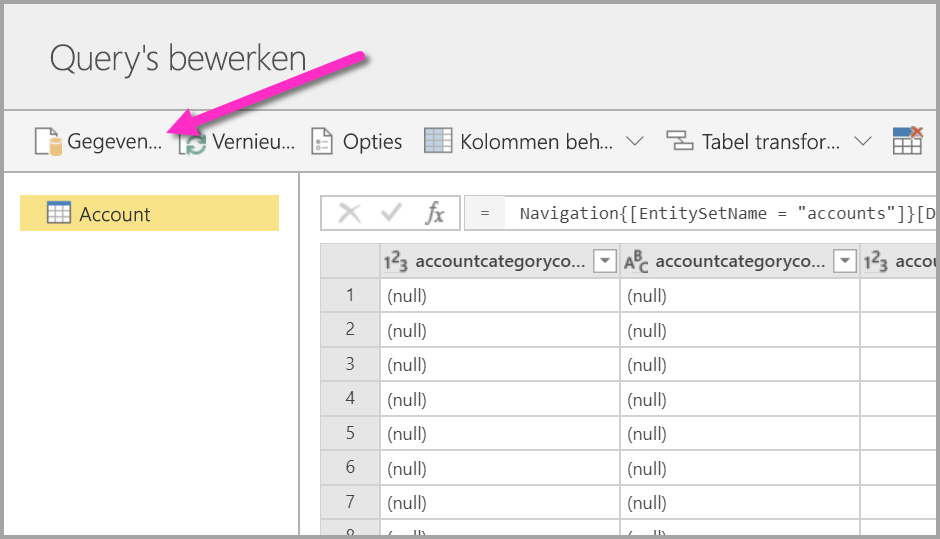 Query's bewerken
Gegeven... Vernieu... Opties Kolommen beh... Tabel transfor...
Account
fx = Navigation{[EntitySetName = "accounts"]}[D
123 accountcategoryco... ABC accountcategoryco... 123 accou
1 (null) (null)
2 (null) (null)
3 (null) (null)
4 (null) (null)
5 (null) (null)
6 (null) (null)
7 (null) (null)
8 (null) (null)